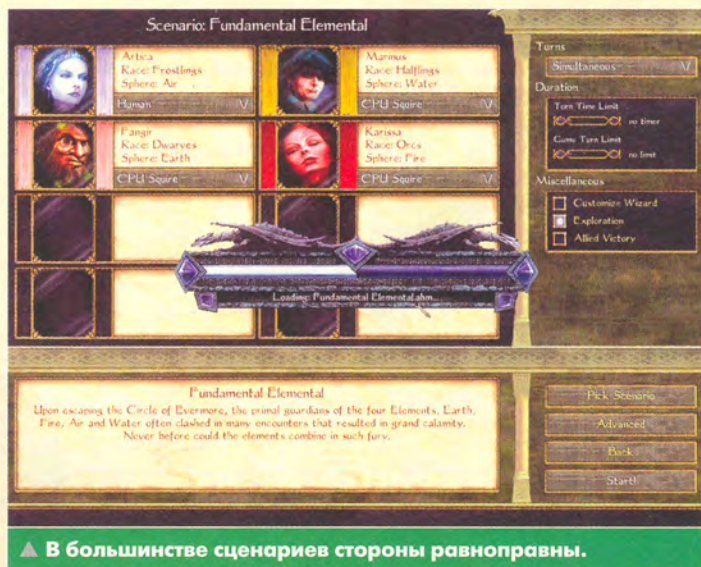 Scenario: Fundamental Elemental
Artica
Race: Frostlings
Sphere: Air
Human
Marinus
Race: Halflings
Sphere: Water
CPU Squire
Fangir
Race: Dwarves
Sphere: Earth
CPU Squire
Karissa
Race: Orcs
Sphere: Fire
CPU Squire
Turns
Simultaneous
Duration
Turn Time Limit
no timer
Game Turn Limit
no limit
Miscellaneous
Customize Wizard
Exploration
Allied Victory
Loading: Fundamental Elemental.ahm...
Fundamental Elemental
Upon escaping the Circle of Evermore, the primal guardians of the four Elements, Earth,
Fire, Air and Water often clashed in many encounters that resulted in grand calamity.
Never before could the elements combine in such fury.
Pick Scenario
Advanced
Back
Start!
▲ В большинстве сценариев стороны равноправны.